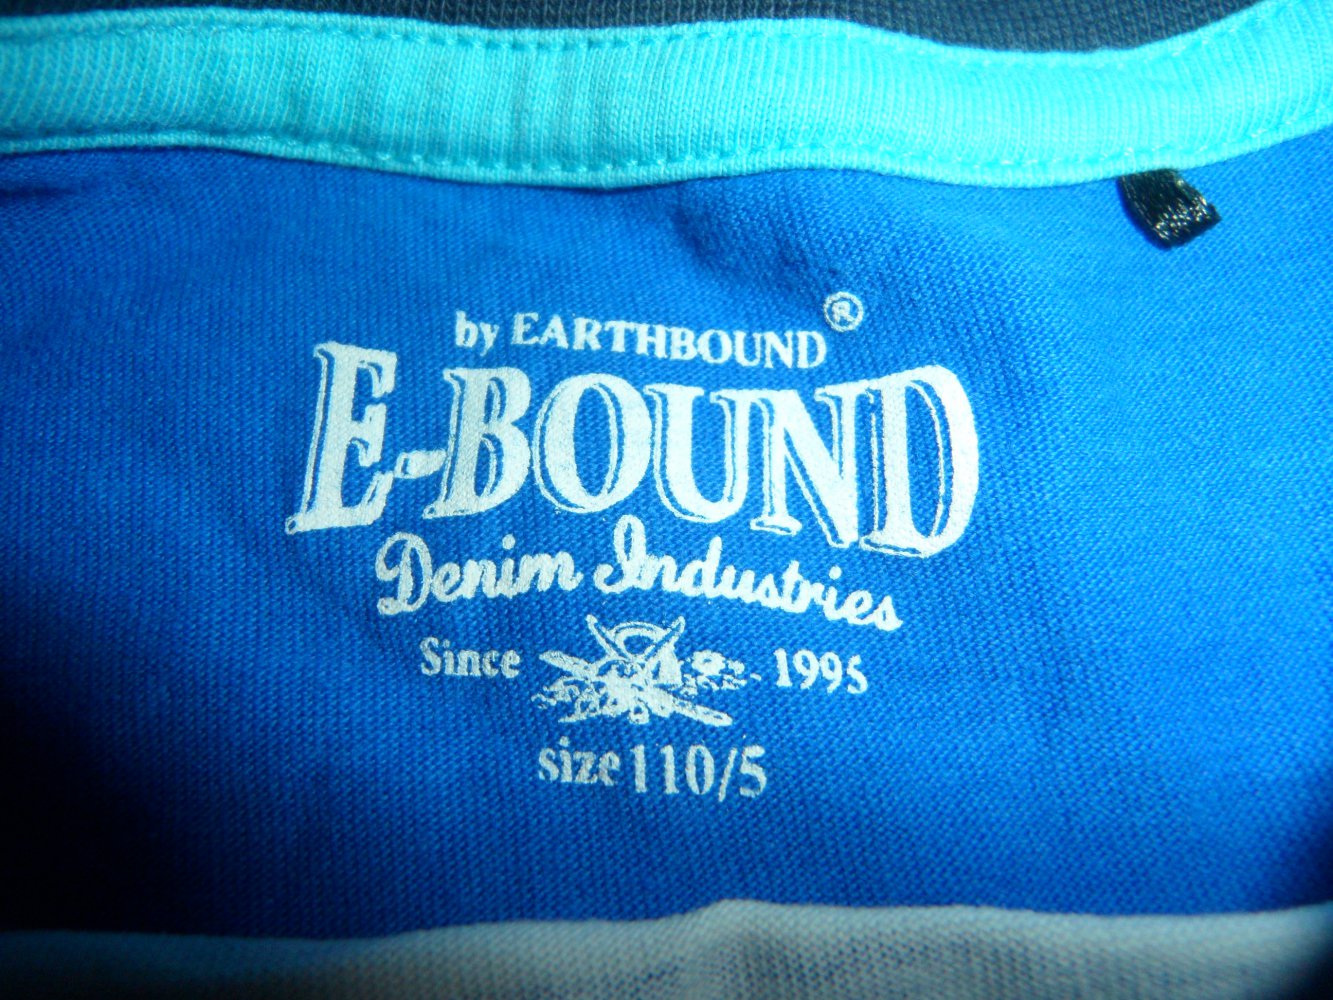 by EARTHBOUND ®
E-BOUND
Denim Industries
Since 1995
size 110/5